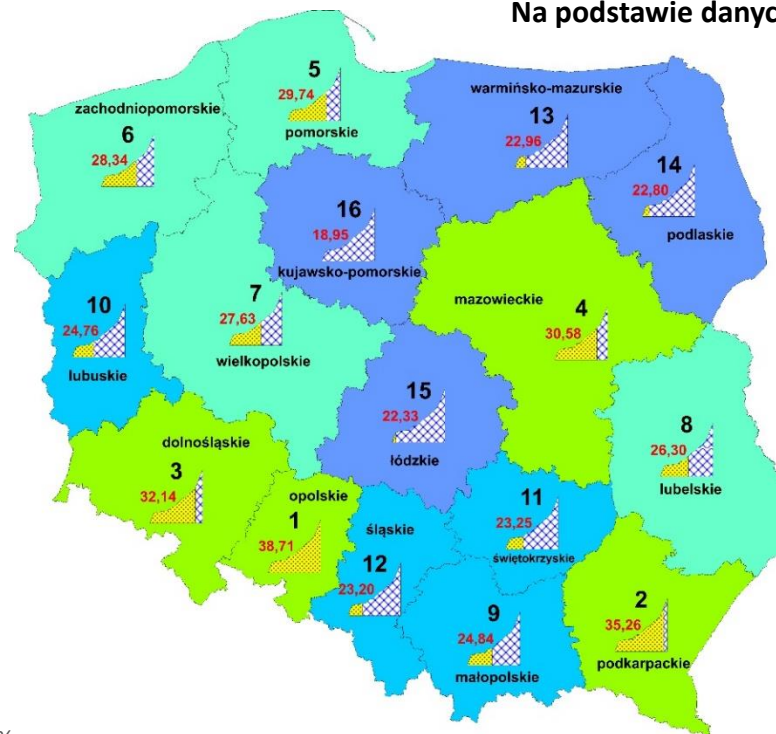 Na podstawie danyc
5
29,74
pomorskie
zachodniopomorskie
6
28,34
warmińsko-mazurskie
13
22,96
14
22,80
podlaskie
16
18,95
kujawsko-pomorskie
10
24,76
lubuskie
7
27,63
wielkopolskie
mazowieckie
4
30,58
15
22,33
łódzkie
8
26,30
lubelskie
dolnośląskie
3
32,14
opolskie
1
38,71
śląskie
12
23,20
11
23,25
świętokrzyskie
9
24,84
małopolskie
2
35,26
podkarpackie